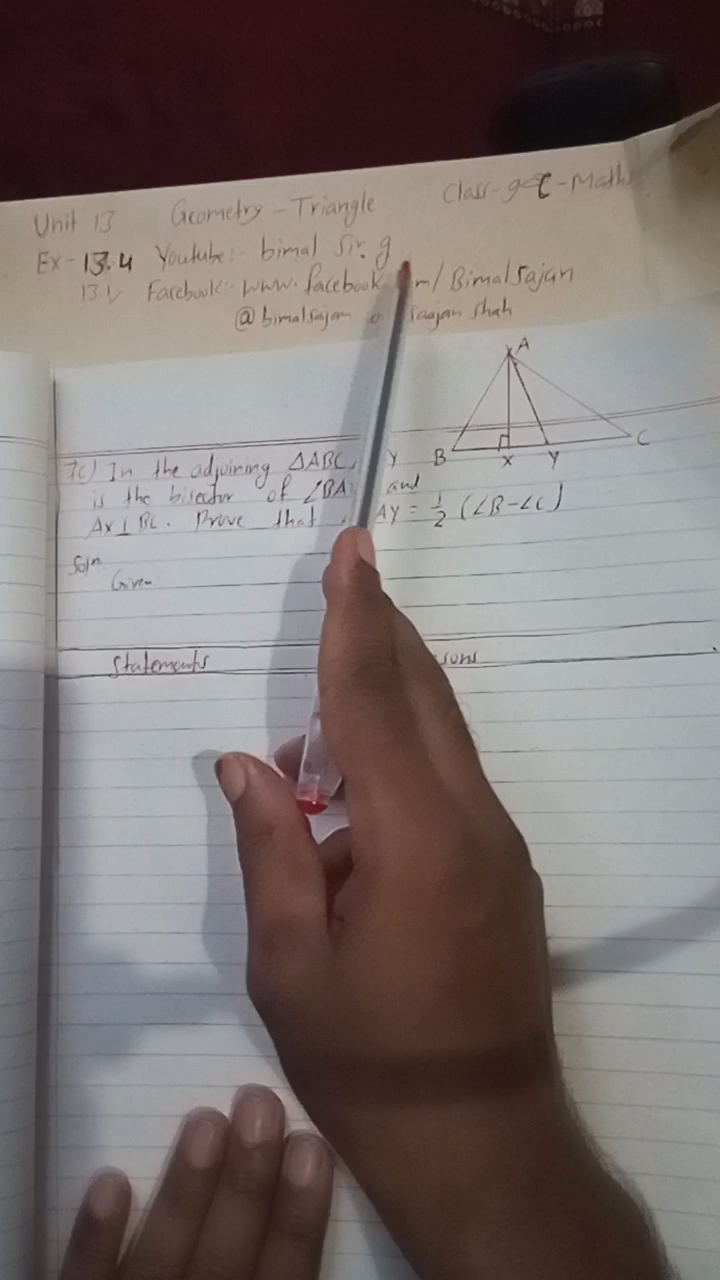 Unit 13 Geometry - Triangle Class - 9 - Maths
Ex - 13.4 Youtube:- bimal sir. g
13.1 Facebook:- www.facebook. m/Bimalsajan
@bimalsajan saajan shah
A
B X Y C
7c) In the adjoining ΔABC, Y
is the bisector of ∠BA and
AX⊥BC. Prove that AY = 1/2 (∠B-∠C)
Soln
Given
Statements sons